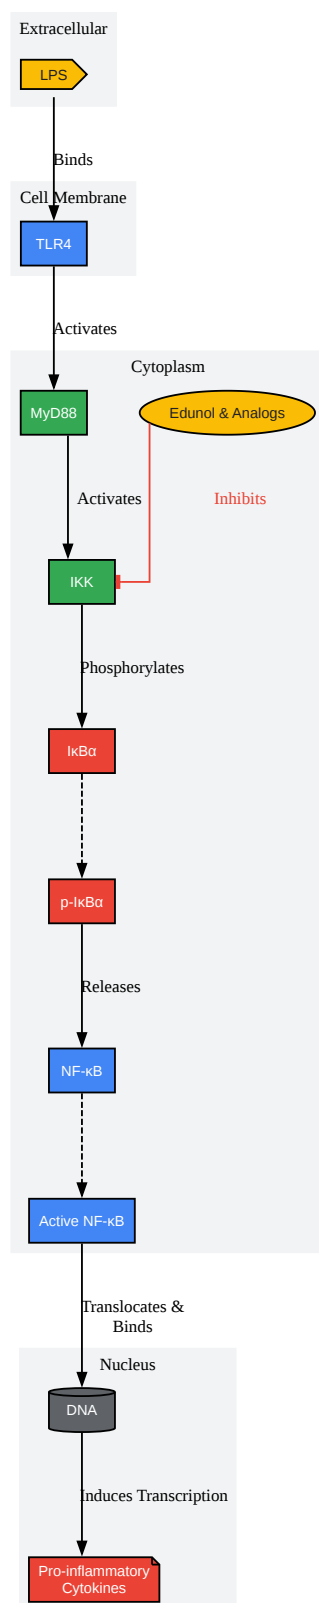 Extracellular
LPS
Binds
Cell Membrane
TLR4
Activates
Cytoplasm
MyD88
Edunol & Analogs
Activates
Inhibits
IKK
Phosphorylates
IκBα
p-IκBα
Releases
NF-κB
Active NF-κB
Translocates &
Binds
Nucleus
DNA
Induces Transcription
Pro-inflammatory
Cytokines